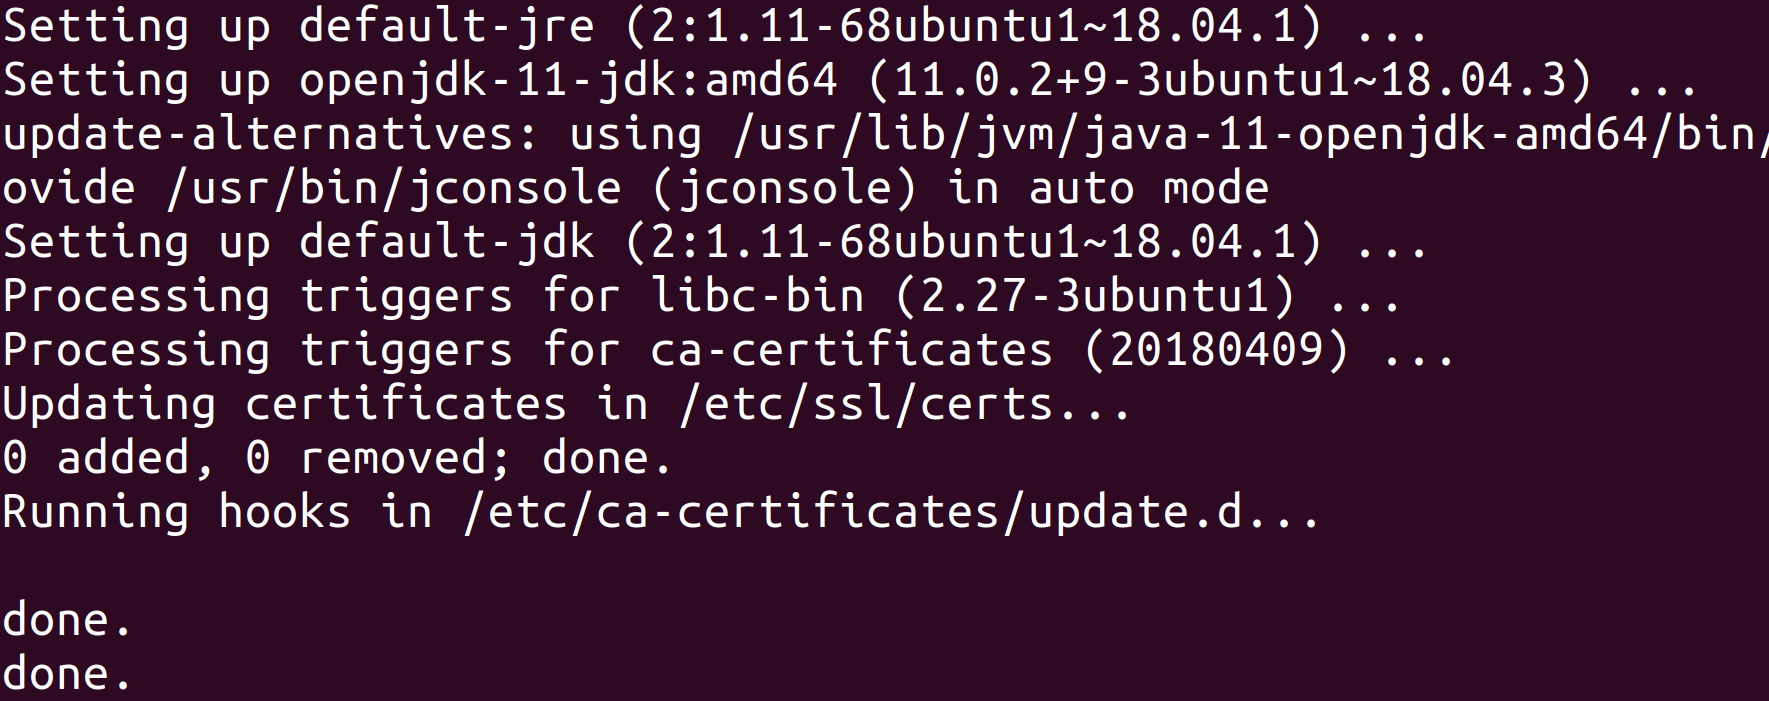 Setting up default-jre (2:1.11-68ubuntu1~18.04.1) ...
Setting up openjdk-11-jdk:amd64 (11.0.2+9-3ubuntu1~18.04.3) ...
update-alternatives: using /usr/lib/jvm/java-11-openjdk-amd64/bin/
ovide /usr/bin/jconsole (jconsole) in auto mode
Setting up default-jdk (2:1.11-68ubuntu1~18.04.1) ...
Processing triggers for libc-bin (2.27-3ubuntu1) ...
Processing triggers for ca-certificates (20180409) ...
Updating certificates in /etc/ssl/certs...
0 added, 0 removed; done.
Running hooks in /etc/ca-certificates/update.d...
done.
done.